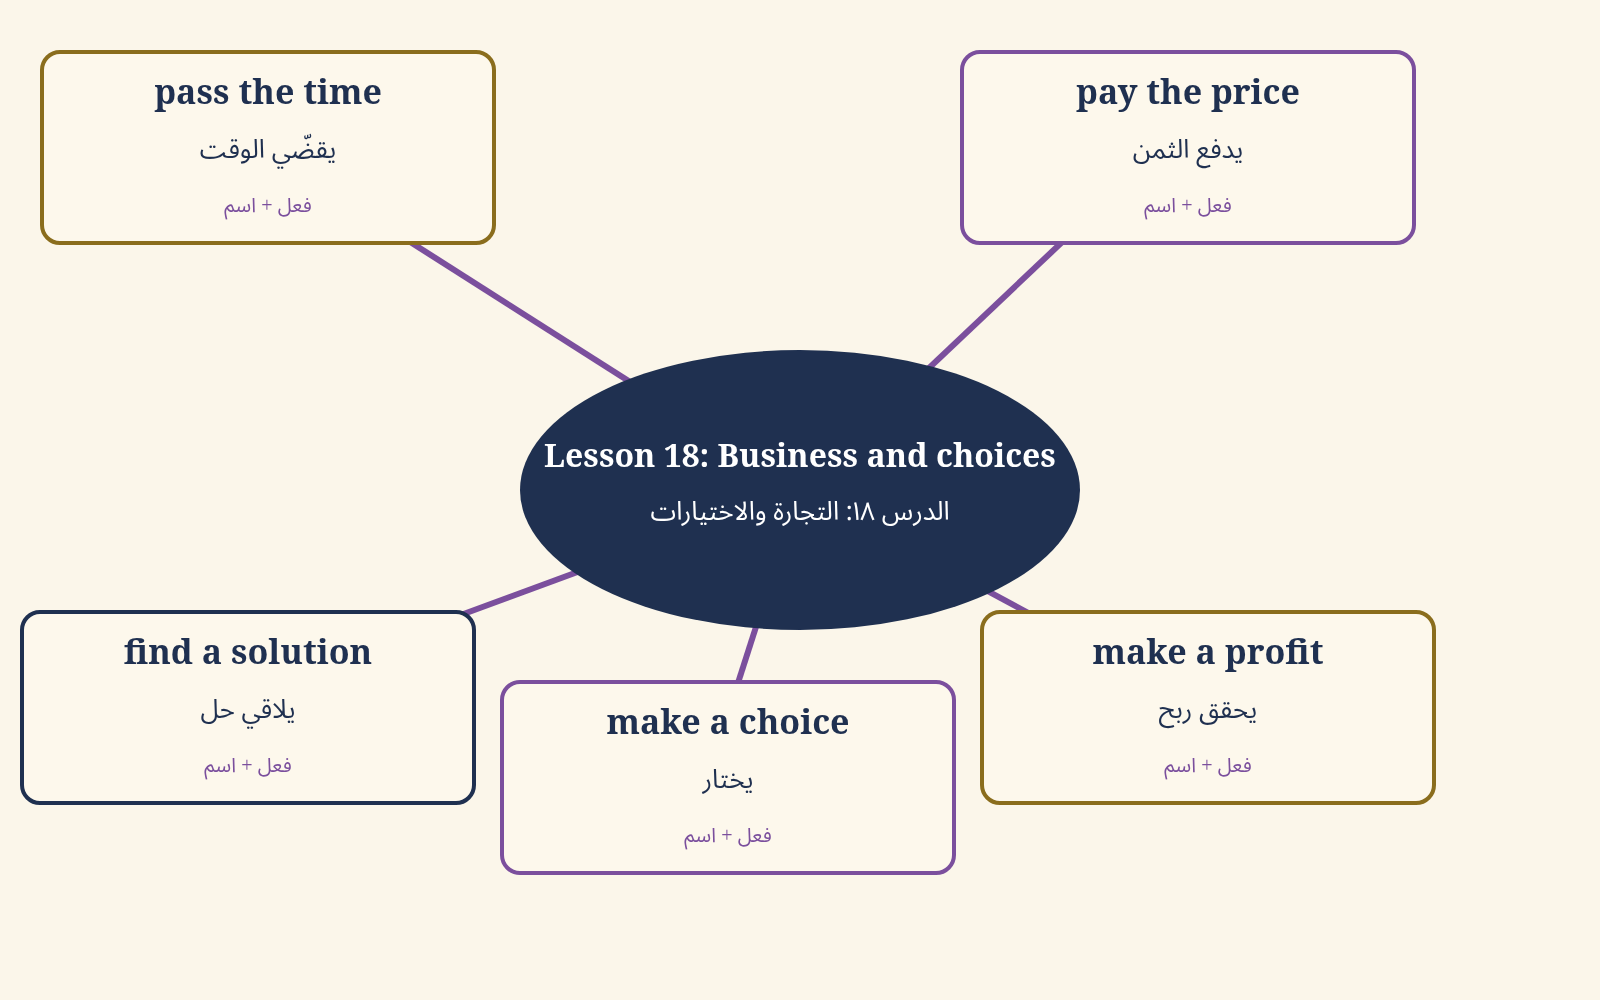 pass the time
يقضّي الوقت
فعل + اسم
pay the price
يدفع الثمن
فعل + اسم
Lesson 18: Business and choices
الدرس ١٨: التجارة والاختيارات
find a solution
يلاقي حل
فعل + اسم
make a choice
يختار
فعل + اسم
make a profit
يحقق ربح
فعل + اسم